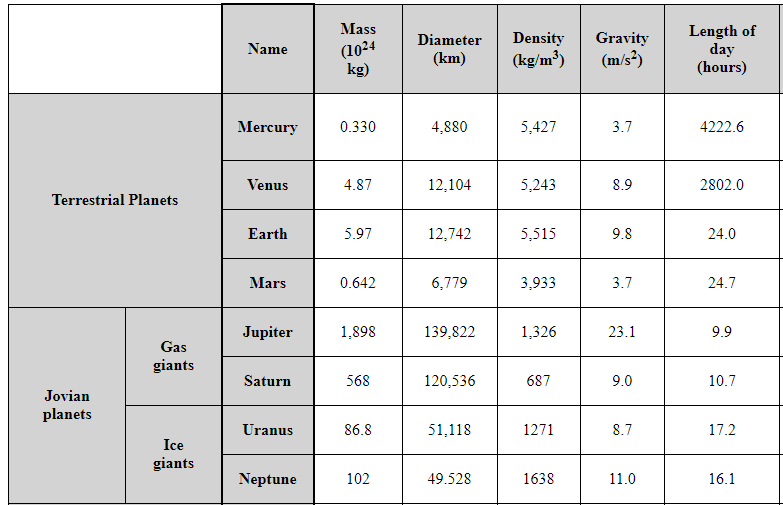 Name Mass (10²⁴ kg) Diameter (km) Density (kg/m³) Gravity (m/s²) Length of day (hours)
Terrestrial Planets
Mercury 0.330 4,880 5,427 3.7 4222.6
Venus 4.87 12,104 5,243 8.9 2802.0
Earth 5.97 12,742 5,515 9.8 24.0
Mars 0.642 6,779 3,933 3.7 24.7
Jovian planets
Gas giants
Jupiter 1,898 139,822 1,326 23.1 9.9
Saturn 568 120,536 687 9.0 10.7
Ice giants
Uranus 86.8 51,118 1271 8.7 17.2
Neptune 102 49.528 1638 11.0 16.1